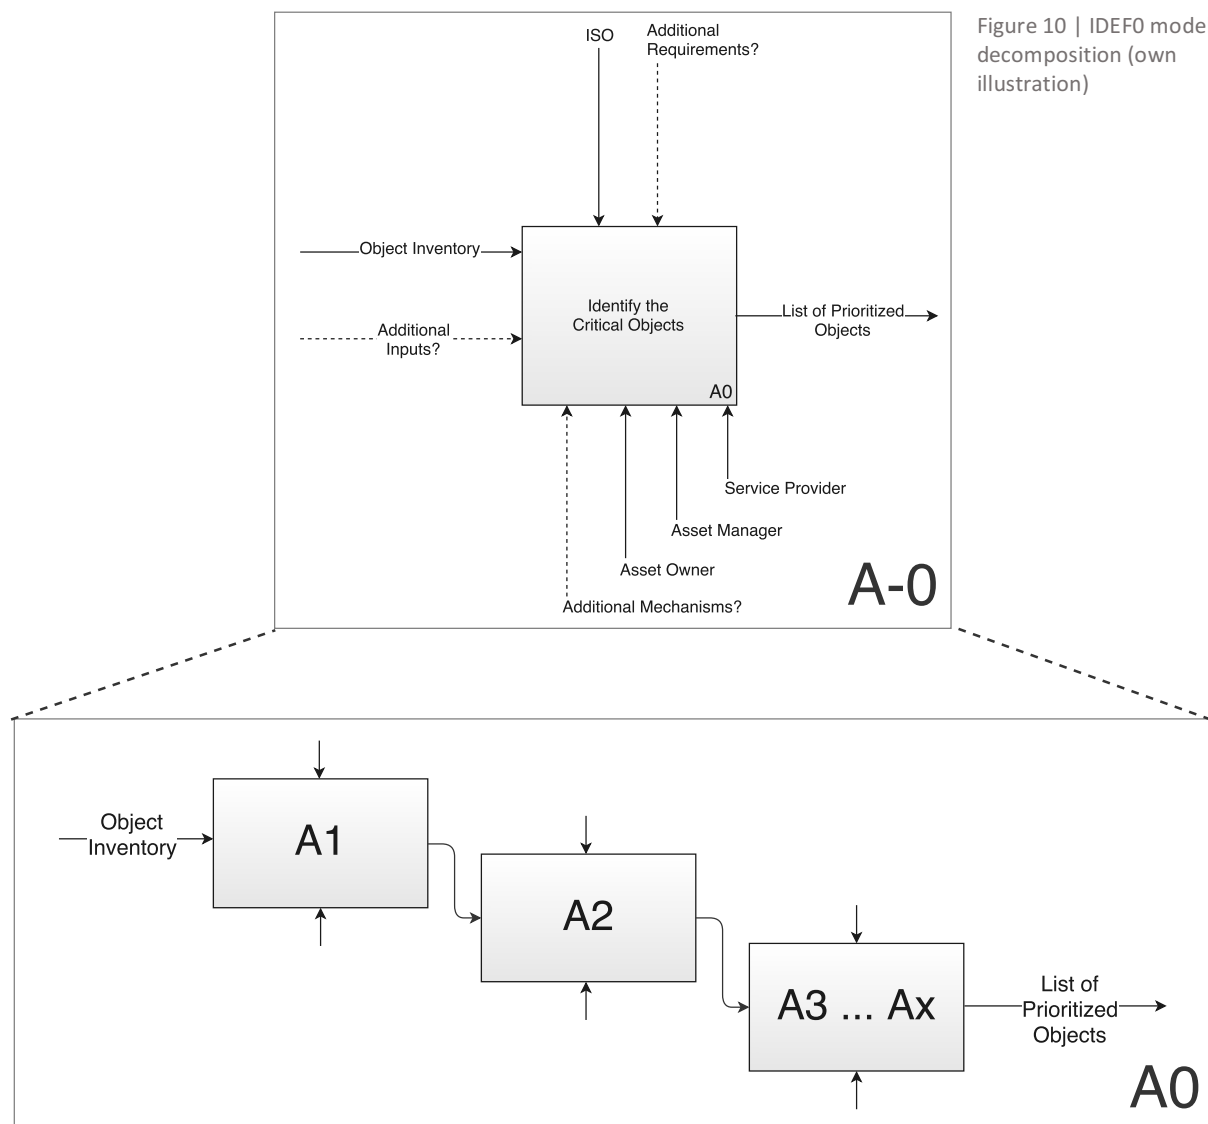 Figure 10 | IDEF0 mode
decomposition (own
illustration)
ISO
Additional
Requirements?
Object Inventory
Additional
Inputs?
Identify the
Critical Objects
A0
List of Prioritized
Objects
Service Provider
Asset Manager
Asset Owner
Additional Mechanisms?
A-0
Object
Inventory
A1
A2
A3 ... Ax
List of
Prioritized
Objects
A0